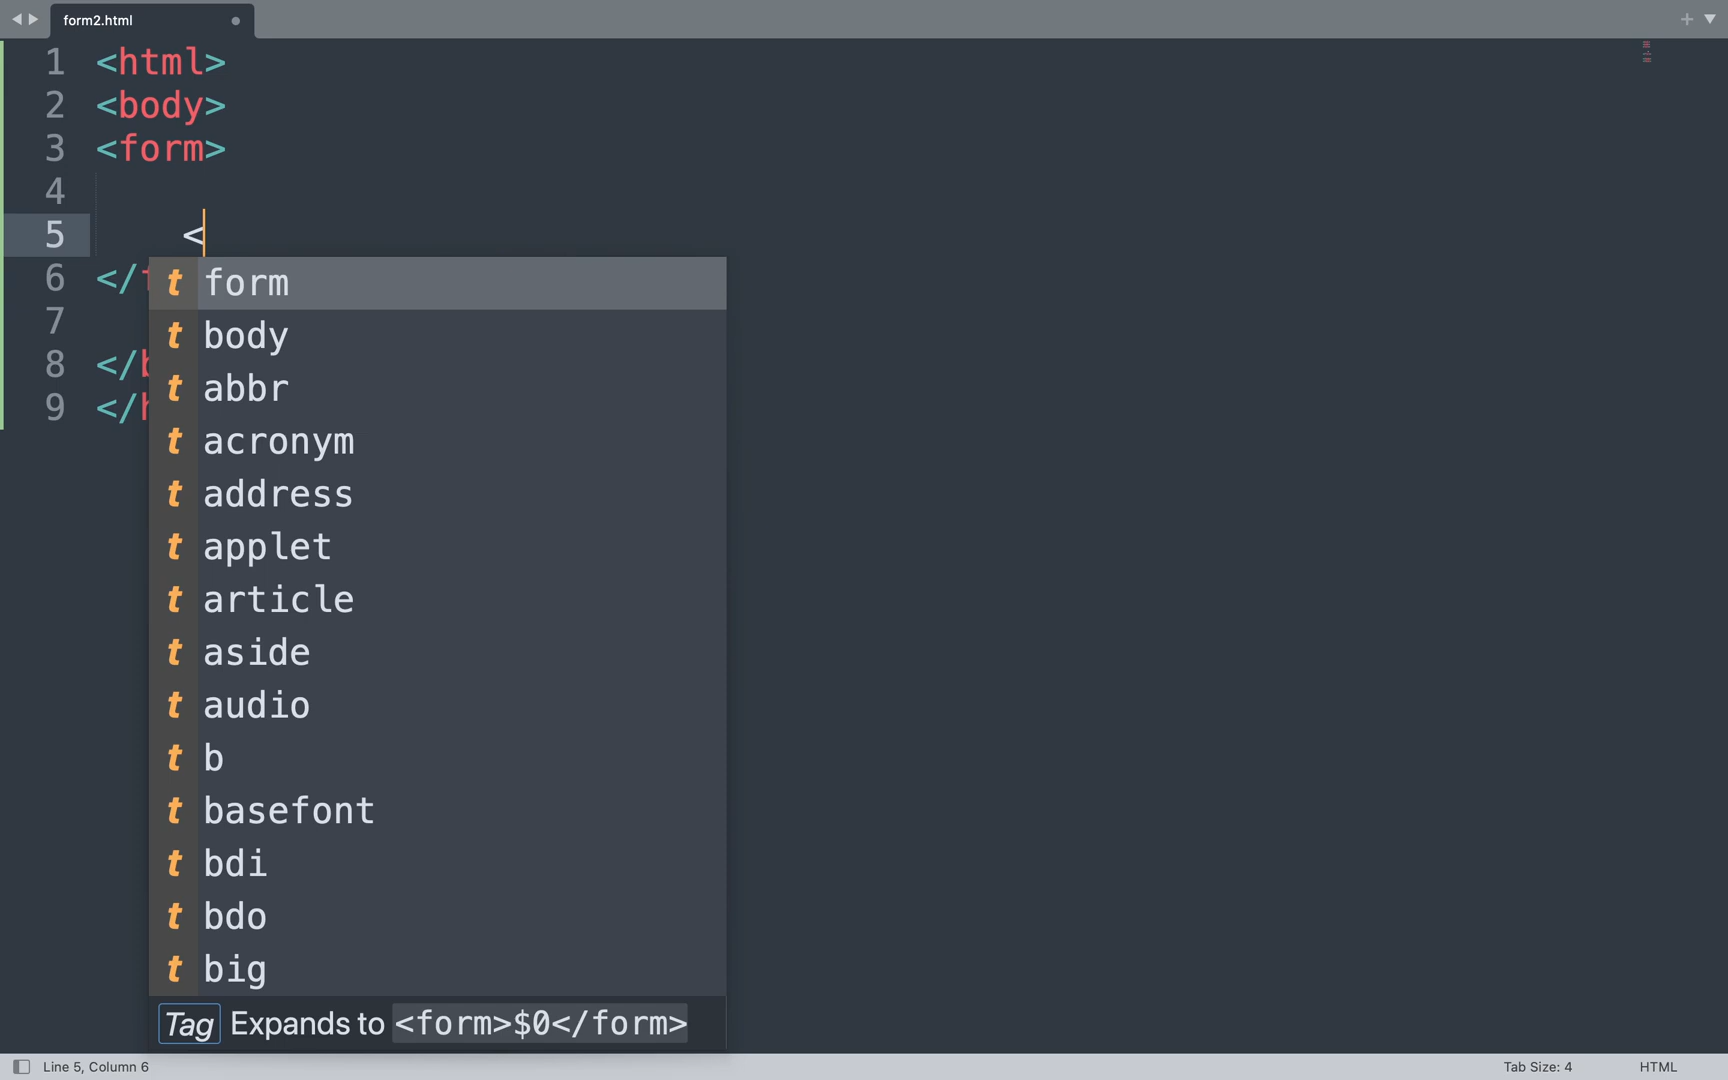 form2.html
1 <html>
2 <body>
3 <form>
4
5 <
6 </
7
8 </
9 </
t form
t body
t abbr
t acronym
t address
t applet
t article
t aside
t audio
t b
t basefont
t bdi
t bdo
t big
Tag Expands to <form>$0</form>
Line 5, Column 6 Tab Size: 4 HTML